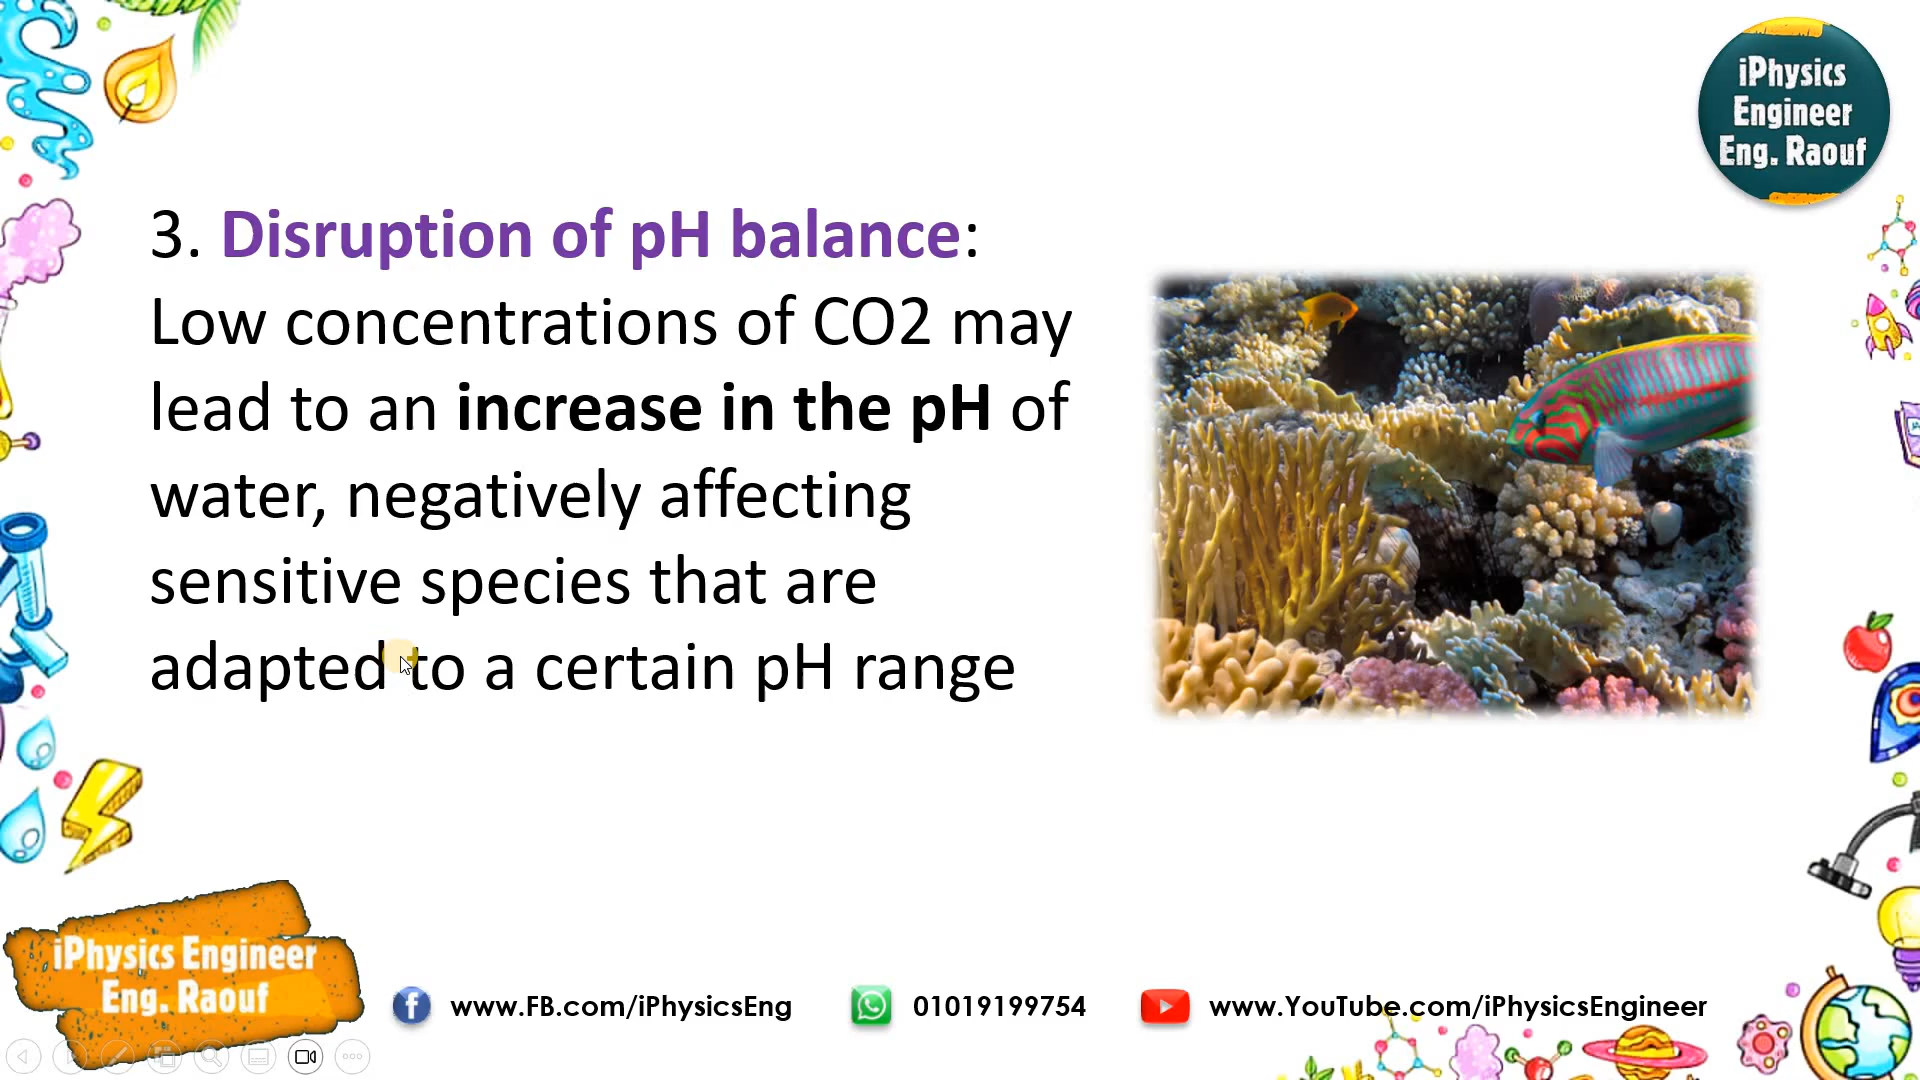 iPhysics
Engineer
Eng. Raouf
3. Disruption of pH balance:
Low concentrations of CO2 may
lead to an increase in the pH of
water, negatively affecting
sensitive species that are
adapted to a certain pH range
iPhysics Engineer
Eng. Raouf
www.FB.com/iPhysicsEng
01019199754
www.YouTube.com/iPhysicsEngineer